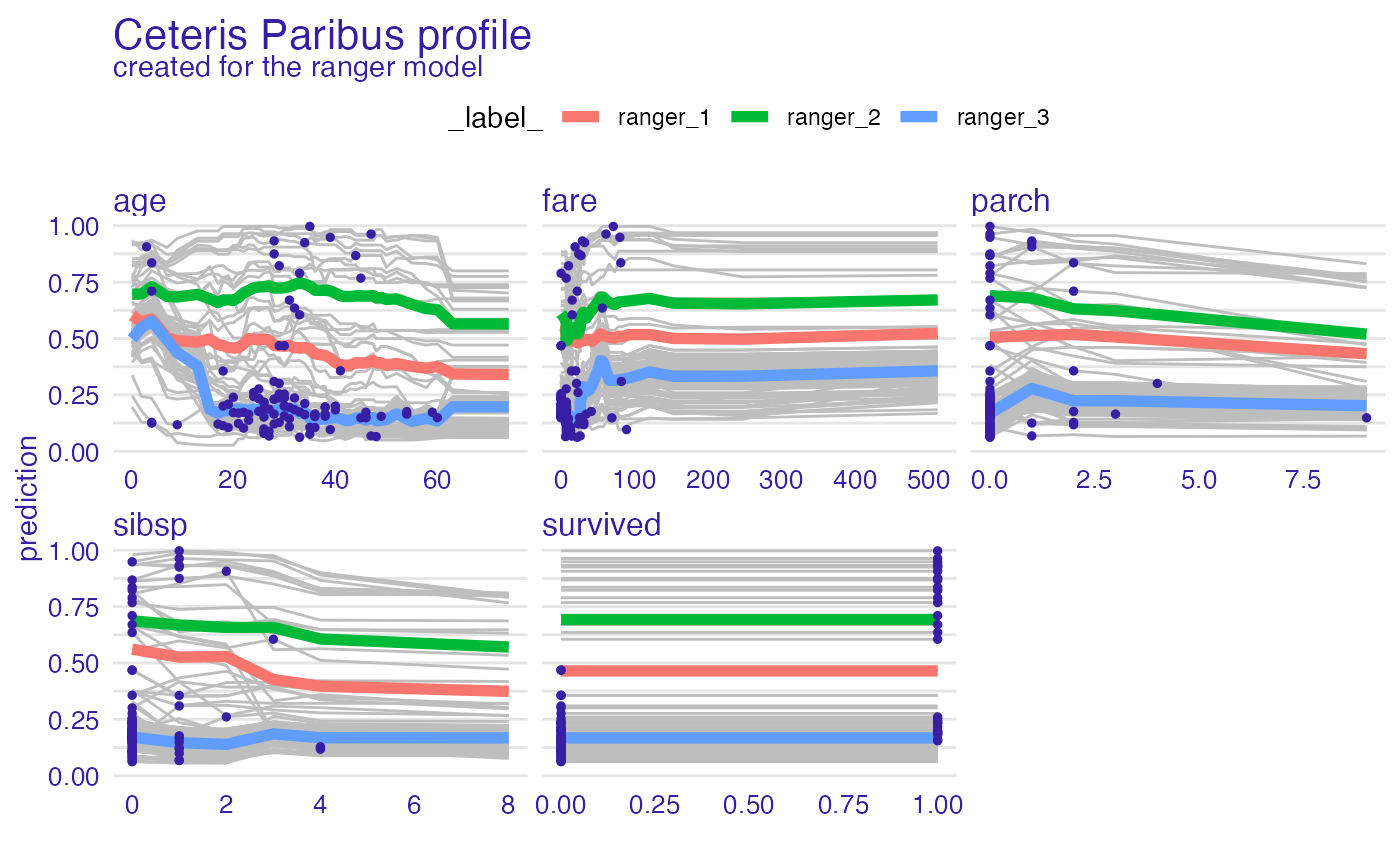 Ceteris Paribus profile
created for the ranger model
_label_ ranger_1 ranger_2 ranger_3
age fare parch
1.00
0.75
0.50
0.25
0.00
0 20 40 60 0 100 200 300 400 500 0.0 2.5 5.0 7.5
prediction
sibsp survived
1.00
0.75
0.50
0.25
0.00
0 2 4 6 8 0.00 0.25 0.50 0.75 1.00